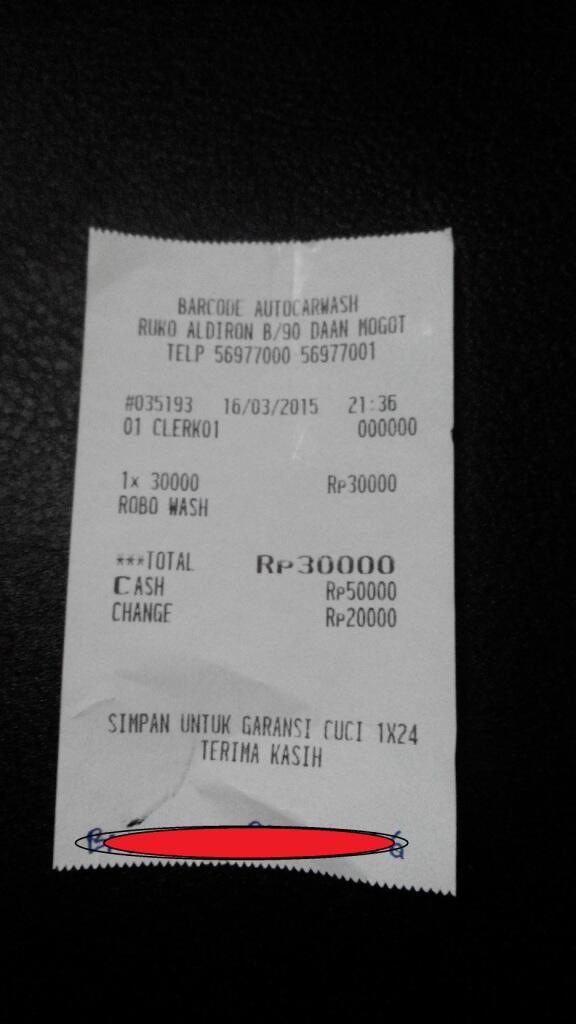 BARCODE AUTOCARWASH
RUKO ALDIRON B/90 DAAN MOGOT
TELP 56977000 56977001
#035193 16/03/2015 21:36
01 CLERK01 000000
1x 30000 Rp30000
ROBO WASH
***TOTAL Rp30000
CASH Rp50000
CHANGE Rp20000
SIMPAN UNTUK GARANSI CUCI 1X24
TERIMA KASIH